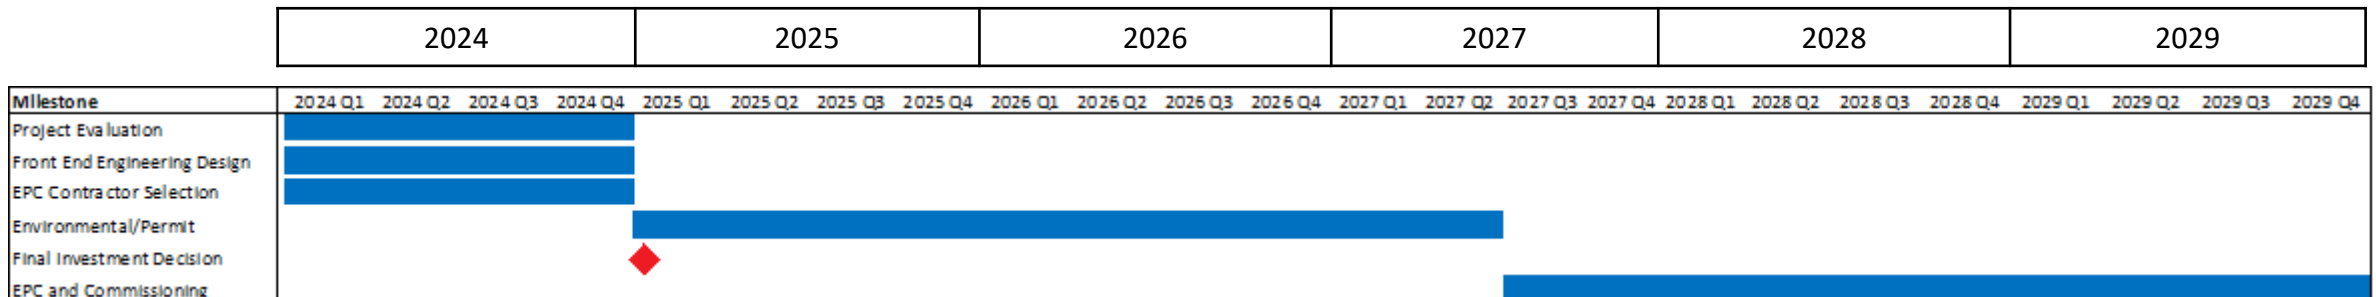 2024 2025 2026 2027 2028 2029
Milestone 2024 Q1 2024 Q2 2024 Q3 2024 Q4 2025 Q1 2025 Q2 2025 Q3 2025 Q4 2026 Q1 2026 Q2 2026 Q3 2026 Q4 2027 Q1 2027 Q2 2027 Q3 2027 Q4 2028 Q1 2028 Q2 2028 Q3 2028 Q4 2029 Q1 2029 Q2 2029 Q3 2029 Q4
Project Evaluation
Front End Engineering Design
EPC Contractor Selection
Environmental/Permit
Final Investment Decision
EPC and Commissioning